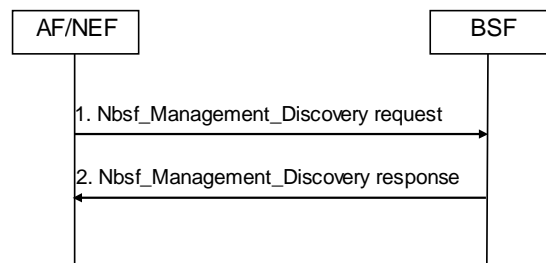 AF/NEF
BSF
1. Nbsf_Management_Discovery request
2. Nbsf_Management_Discovery response